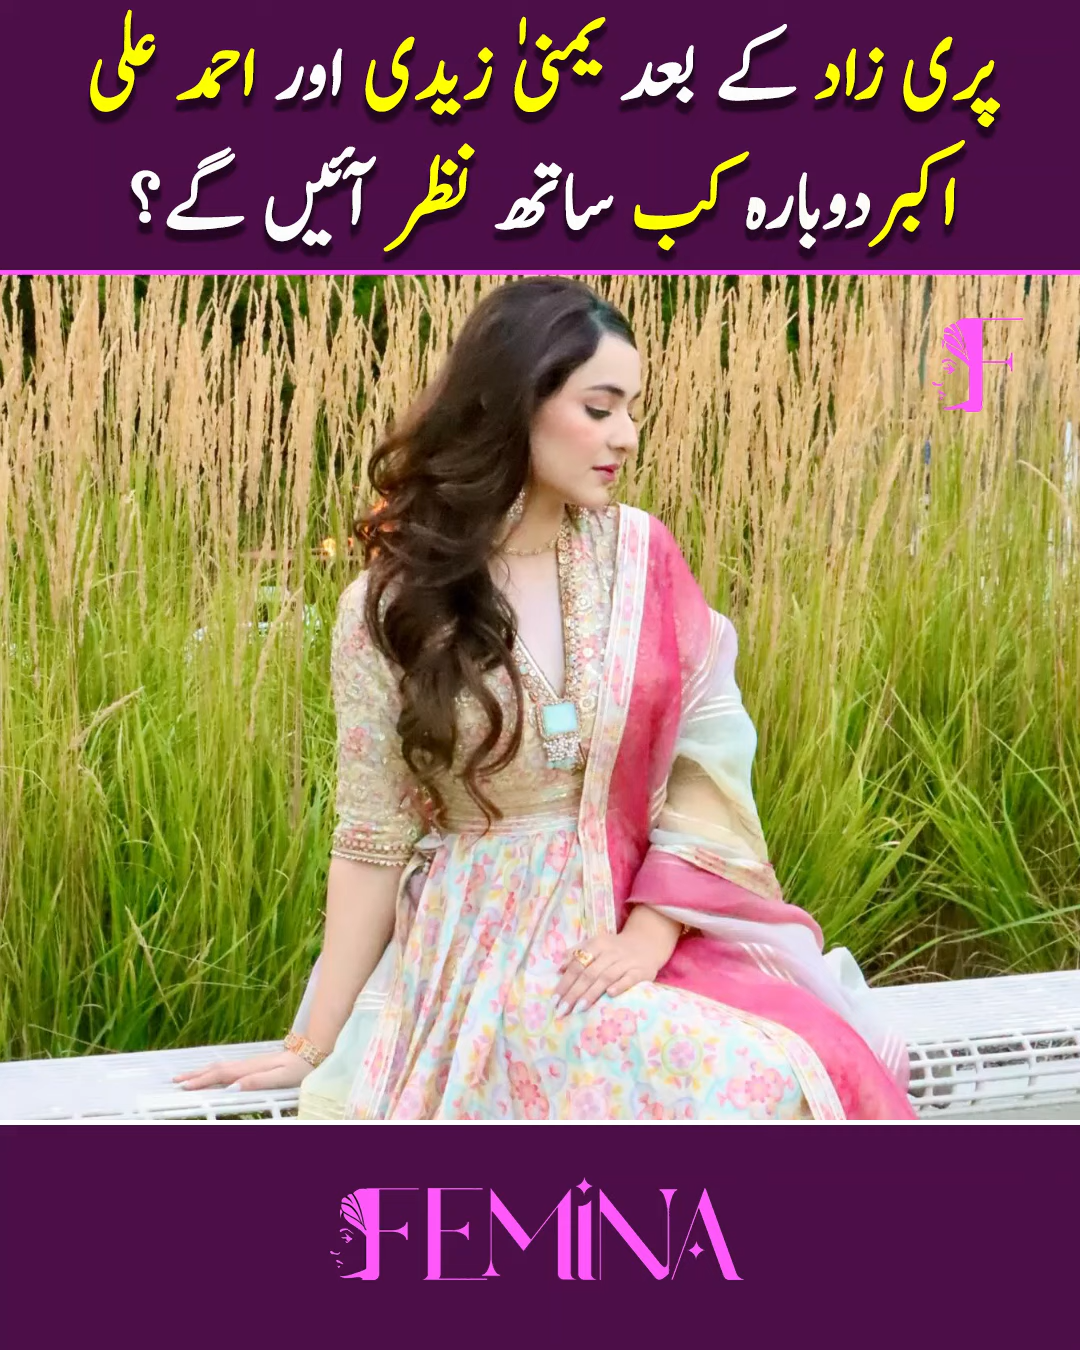 پری زاد کے بعد یمنیٰ زیدی اور احمد علی
اکبر دوبارہ کب ساتھ نظر آئیں گے؟
F
FEMINA